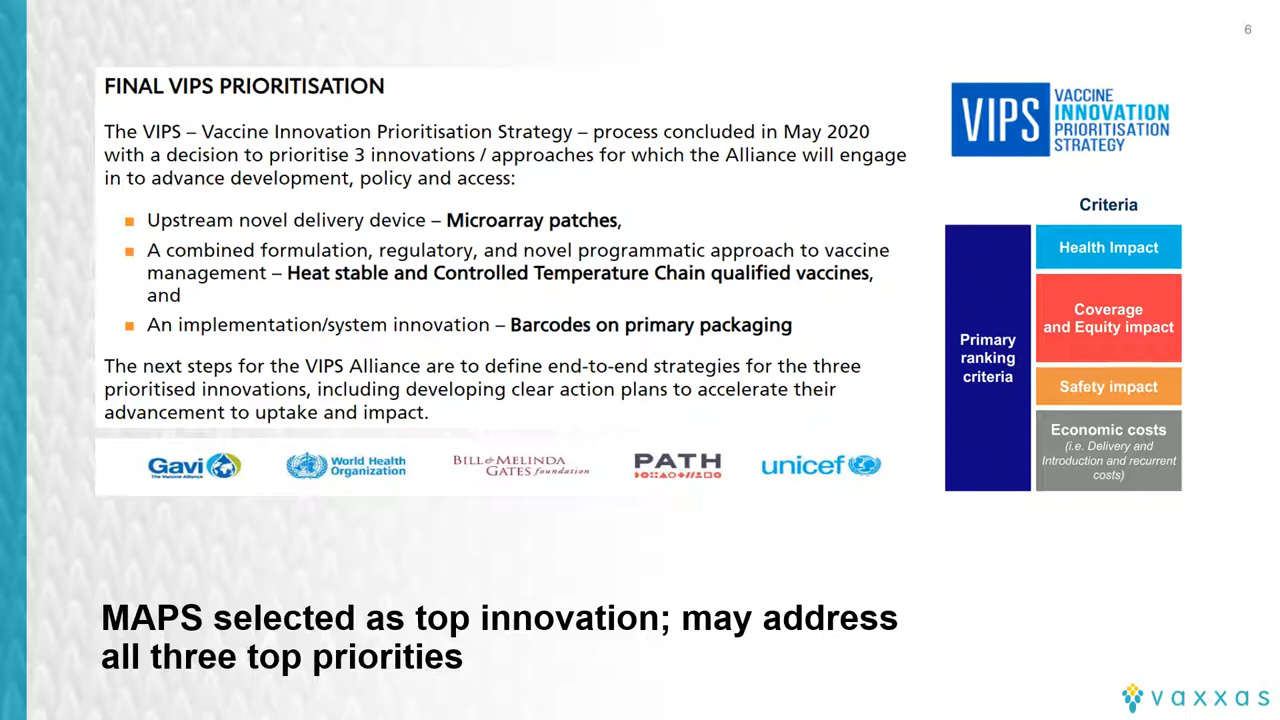 6
FINAL VIPS PRIORITISATION
The VIPS – Vaccine Innovation Prioritisation Strategy – process concluded in May 2020
with a decision to prioritise 3 innovations / approaches for which the Alliance will engage
in to advance development, policy and access:
Upstream novel delivery device – Microarray patches,
A combined formulation, regulatory, and novel programmatic approach to vaccine
management – Heat stable and Controlled Temperature Chain qualified vaccines,
and
An implementation/system innovation – Barcodes on primary packaging
The next steps for the VIPS Alliance are to define end-to-end strategies for the three
prioritised innovations, including developing clear action plans to accelerate their
advancement to uptake and impact.
Gavi
The Vaccine Alliance
World Health
Organization
BILL & MELINDA
GATES foundation
PATH
unicef
VIPS
VACCINE
INNOVATION
PRIORITISATION
STRATEGY
Criteria
Primary
ranking
criteria
Health Impact
Coverage
and Equity impact
Safety impact
Economic costs
(i.e. Delivery and
Introduction and recurrent
costs)
MAPS selected as top innovation; may address
all three top priorities
vaxxas